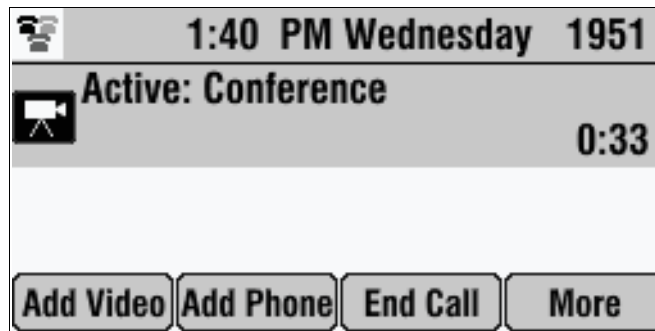 1:40 PM Wednesday 1951
Active: Conference
0:33
Add Video Add Phone End Call More